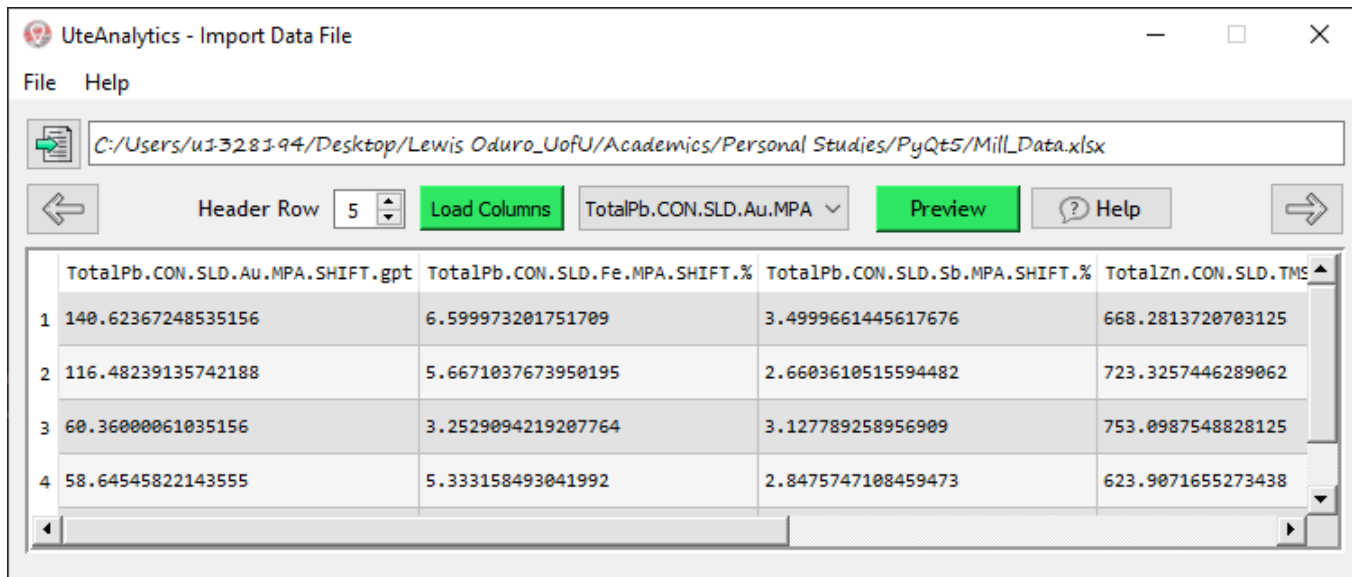 UteAnalytics - Import Data File
File Help
C:/Users/u1328194/Desktop/Lewis Oduro_UofU/Academics/Personal Studies/PyQt5/Mill_Data.xlsx
Header Row 5 Load Columns TotalPb.CON.SLD.Au.MPA Preview Help
TotalPb.CON.SLD.Au.MPA.SHIFT.gpt TotalPb.CON.SLD.Fe.MPA.SHIFT.% TotalPb.CON.SLD.Sb.MPA.SHIFT.% TotalZn.CON.SLD.TMS
1 140.62367248535156 6.599973201751709 3.4999661445617676 668.2813720703125
2 116.48239135742188 5.6671037673950195 2.6603610515594482 723.3257446289062
3 60.36000061035156 3.2529094219207764 3.127789258956909 753.0987548828125
4 58.64545822143555 5.333158493041992 2.8475747108459473 623.9071655273438